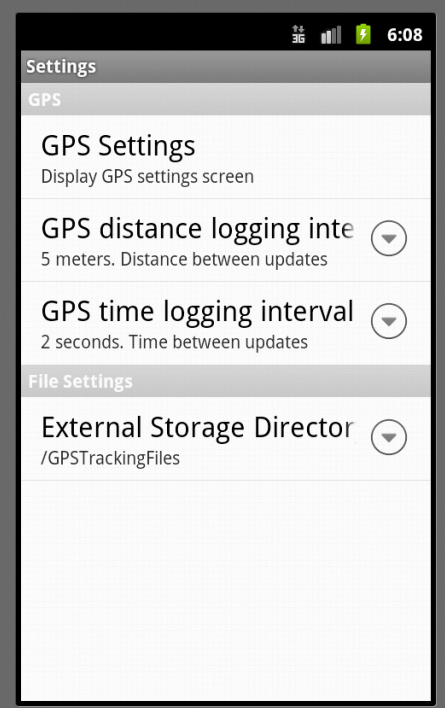 3G 6:08
Settings
GPS
GPS Settings
Display GPS settings screen
GPS distance logging inte
5 meters. Distance between updates
GPS time logging interval
2 seconds. Time between updates
File Settings
External Storage Director
/GPSTrackingFiles